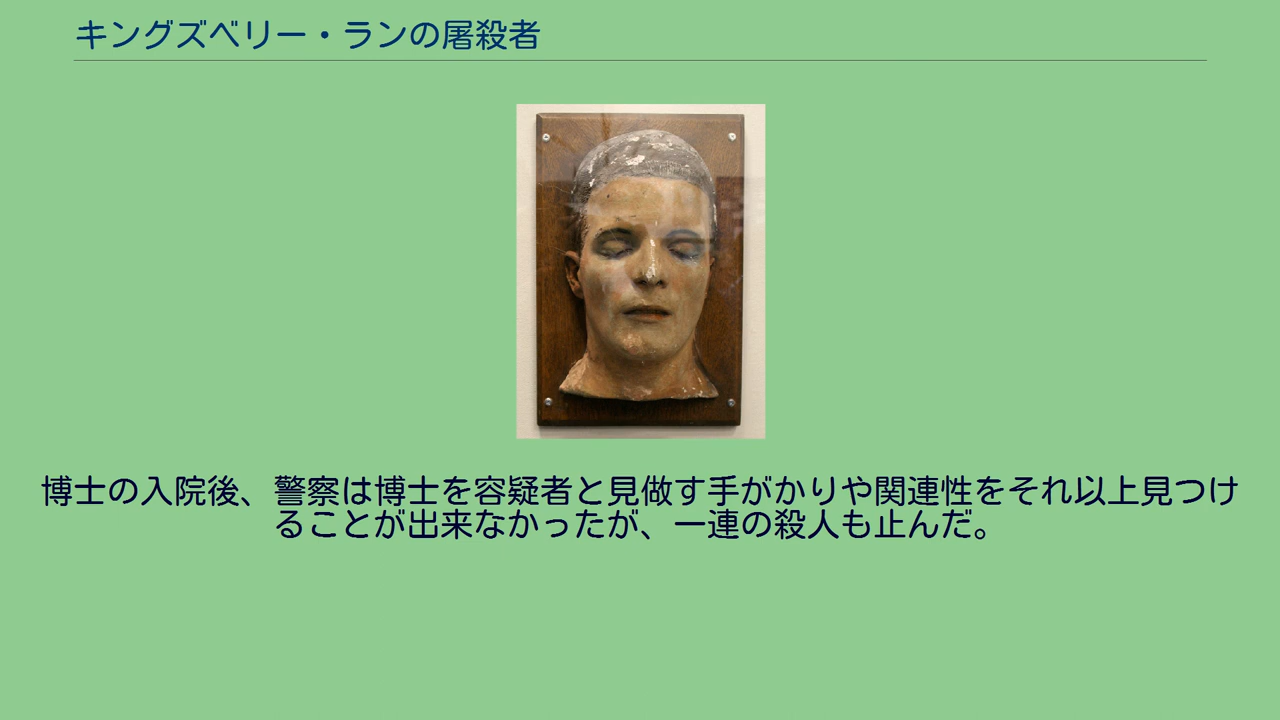 キングズベリー・ランの屠殺者
博士の入院後、警察は博士を容疑者と見做す手がかりや関連性をそれ以上見つけ
ることが出来なかったが、一連の殺人も止んだ。